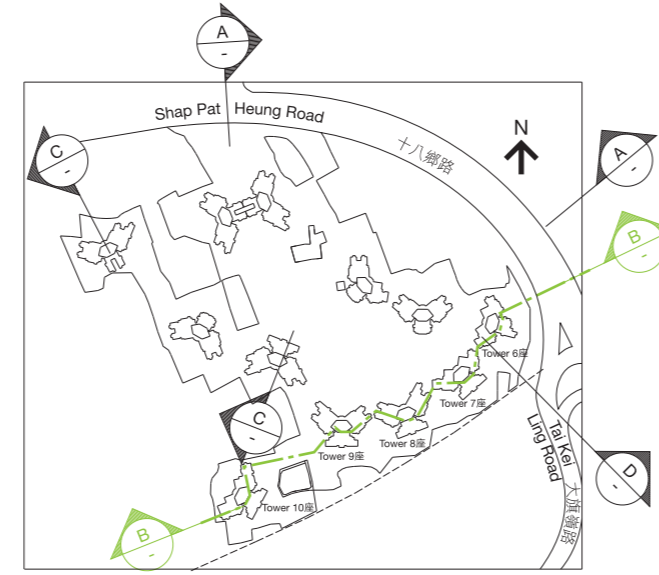 A
-
Shap Pat Heung Road
十八鄉路
N
C
-
A
-
B
-
Tower 6座
Tower 7座
Tower 8座
Tower 9座
Tower 10座
C
-
Tai Kei
Ling Road
大旗嶺路
D
-
B
-